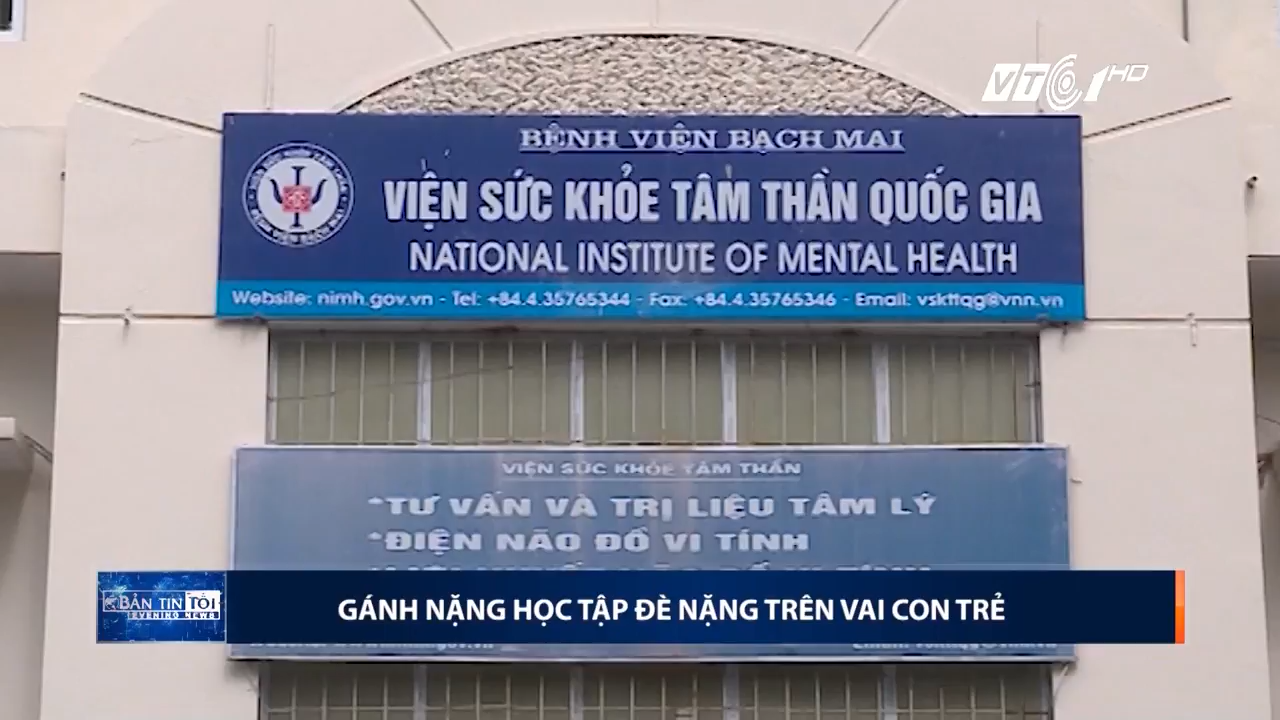 VTC1 HD
BỆNH VIỆN BẠCH MAI
VIỆN SỨC KHỎE TÂM THẦN QUỐC GIA
NATIONAL INSTITUTE OF MENTAL HEALTH
Website: nimh.gov.vn - Tel: +84.4.35765344 - Fax: +84.4.35765346 - Email: vskttqg@vnn.vn
VIỆN SỨC KHỎE TÂM THẦN
*TƯ VẤN VÀ TRỊ LIỆU TÂM LÝ
*ĐIỆN NÃO ĐỒ VI TÍNH
BẢN TIN TỐI
EVENING NEWS
GÁNH NẶNG HỌC TẬP ĐÈ NẶNG TRÊN VAI CON TRẺ